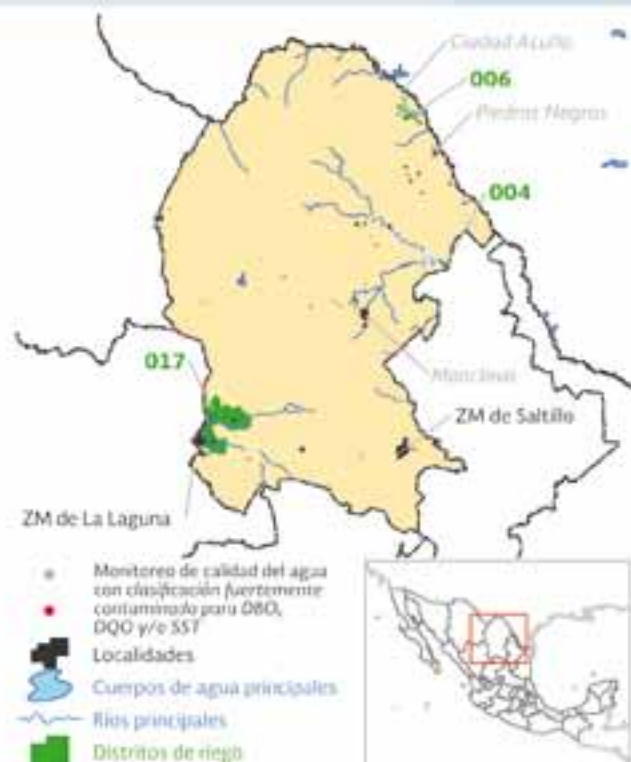 Ciudad Acuña
006
Piedras Negras
004
017
Monclova
ZM de Saltillo
ZM de La Laguna
Monitoreo de calidad del agua
con clasificación fuertemente
contaminado para DBO,
DQO y/o SST
Localidades
Cuerpos de agua principales
Ríos principales
Distritos de riego